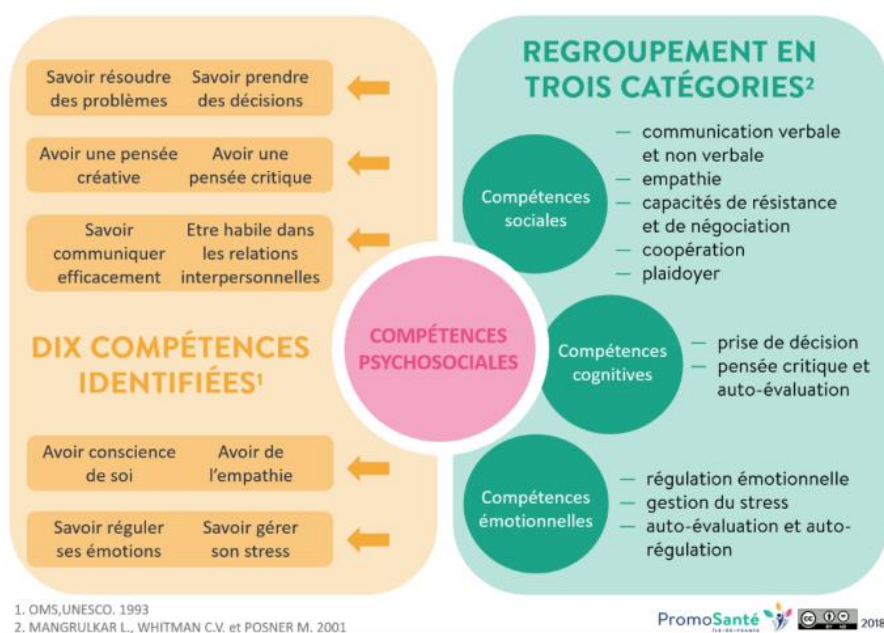 Savoir résoudre
des problèmes
Savoir prendre
des décisions
Avoir une pensée
créative
Avoir une
pensée critique
Savoir
communiquer
efficacement
Etre habile dans
les relations
interpersonnelles
DIX COMPÉTENCES
IDENTIFIÉES¹
Avoir conscience
de soi
Avoir de
l'empathie
Savoir réguler
ses émotions
Savoir gérer
son stress
COMPÉTENCES
PSYCHOSOCIALES
REGROUPEMENT EN
TROIS CATÉGORIES²
Compétences
sociales
— communication verbale
et non verbale
— empathie
— capacités de résistance
et de négociation
— coopération
— plaidoyer
Compétences
cognitives
— prise de décision
— pensée critique et
auto-évaluation
Compétences
émotionnelles
— régulation émotionnelle
— gestion du stress
— auto-évaluation et auto-
régulation
1. OMS,UNESCO. 1993
2. MANGRULKAR L., WHITMAN C.V. et POSNER M. 2001
PromoSanté
ÎLE-DE-FRANCE
2018